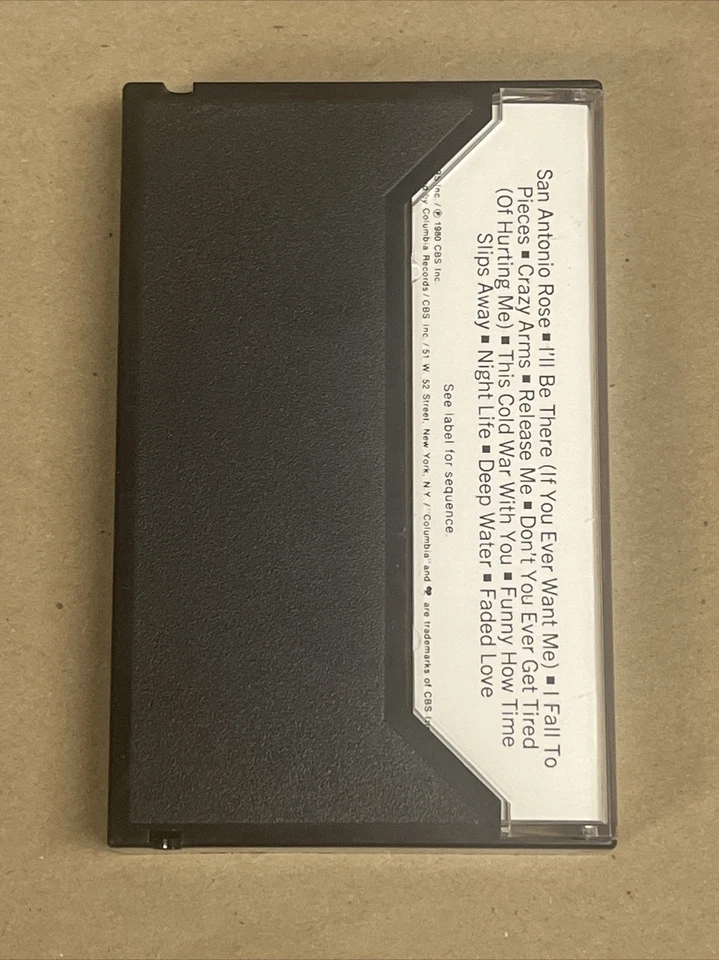 San Antonio Rose ■ I'll Be There (If You Ever Want Me) ■ I Fall To
Pieces ■ Crazy Arms ■ Release Me ■ Don't You Ever Get Tired
(Of Hurting Me) ■ This Cold War With You ■ Funny How Time
Slips Away ■ Night Life ■ Deep Water ■ Faded Love
See label for sequence.
Inc. / ℗ 1980 CBS Inc.
by Columbia Records / CBS Inc. / 51 W. 52 Street, New York, N.Y. / "Columbia" and are trademarks of CBS